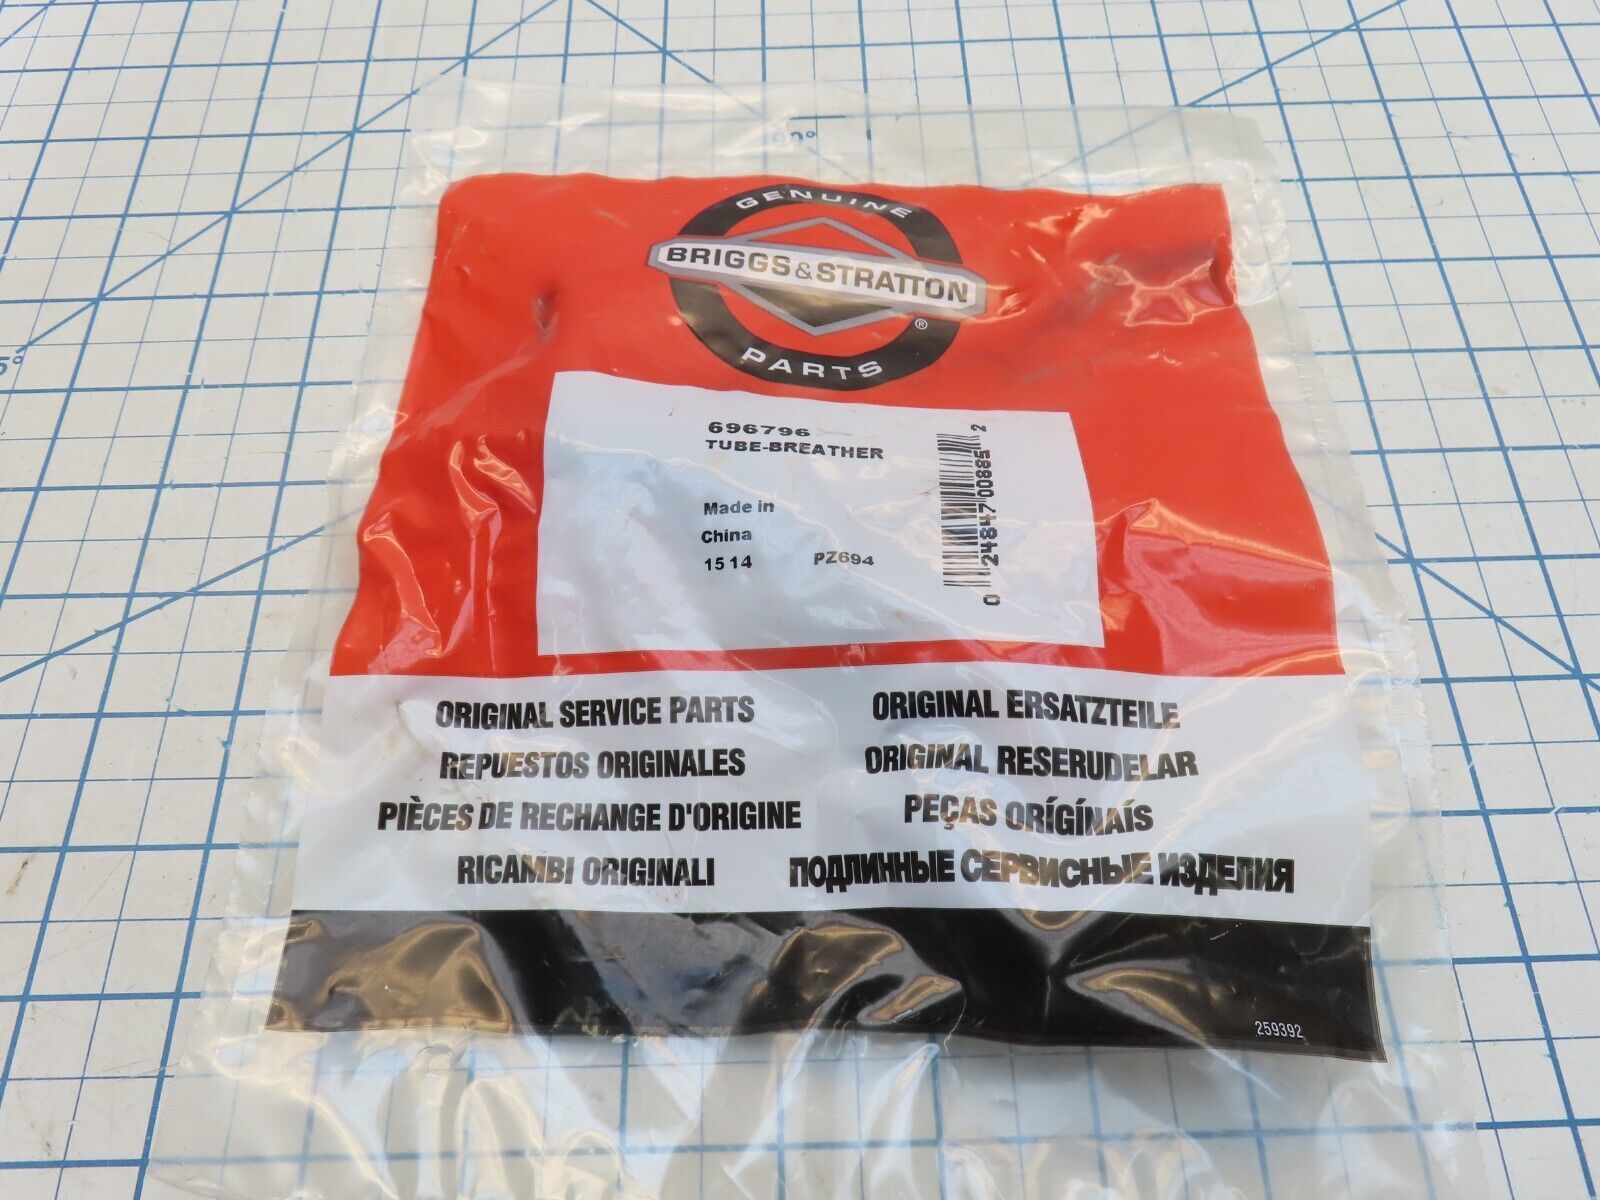 90°
5°
GENUINE
BRIGGS&STRATTON
®
PARTS
696796
TUBE-BREATHER
Made in
China
15 14 PZ694
0 24847 00885 2
ORIGINAL SERVICE PARTS
ORIGINAL ERSATZTEILE
REPUESTOS ORIGINALES
ORIGINAL RESERUDELAR
PIÈCES DE RECHANGE D'ORIGINE
PEÇAS ORÍGÍNAÍS
RICAMBI ORIGINALI
ПОДЛИННЫЕ СЕРВИСНЫЕ ИЗДЕЛИЯ
259392